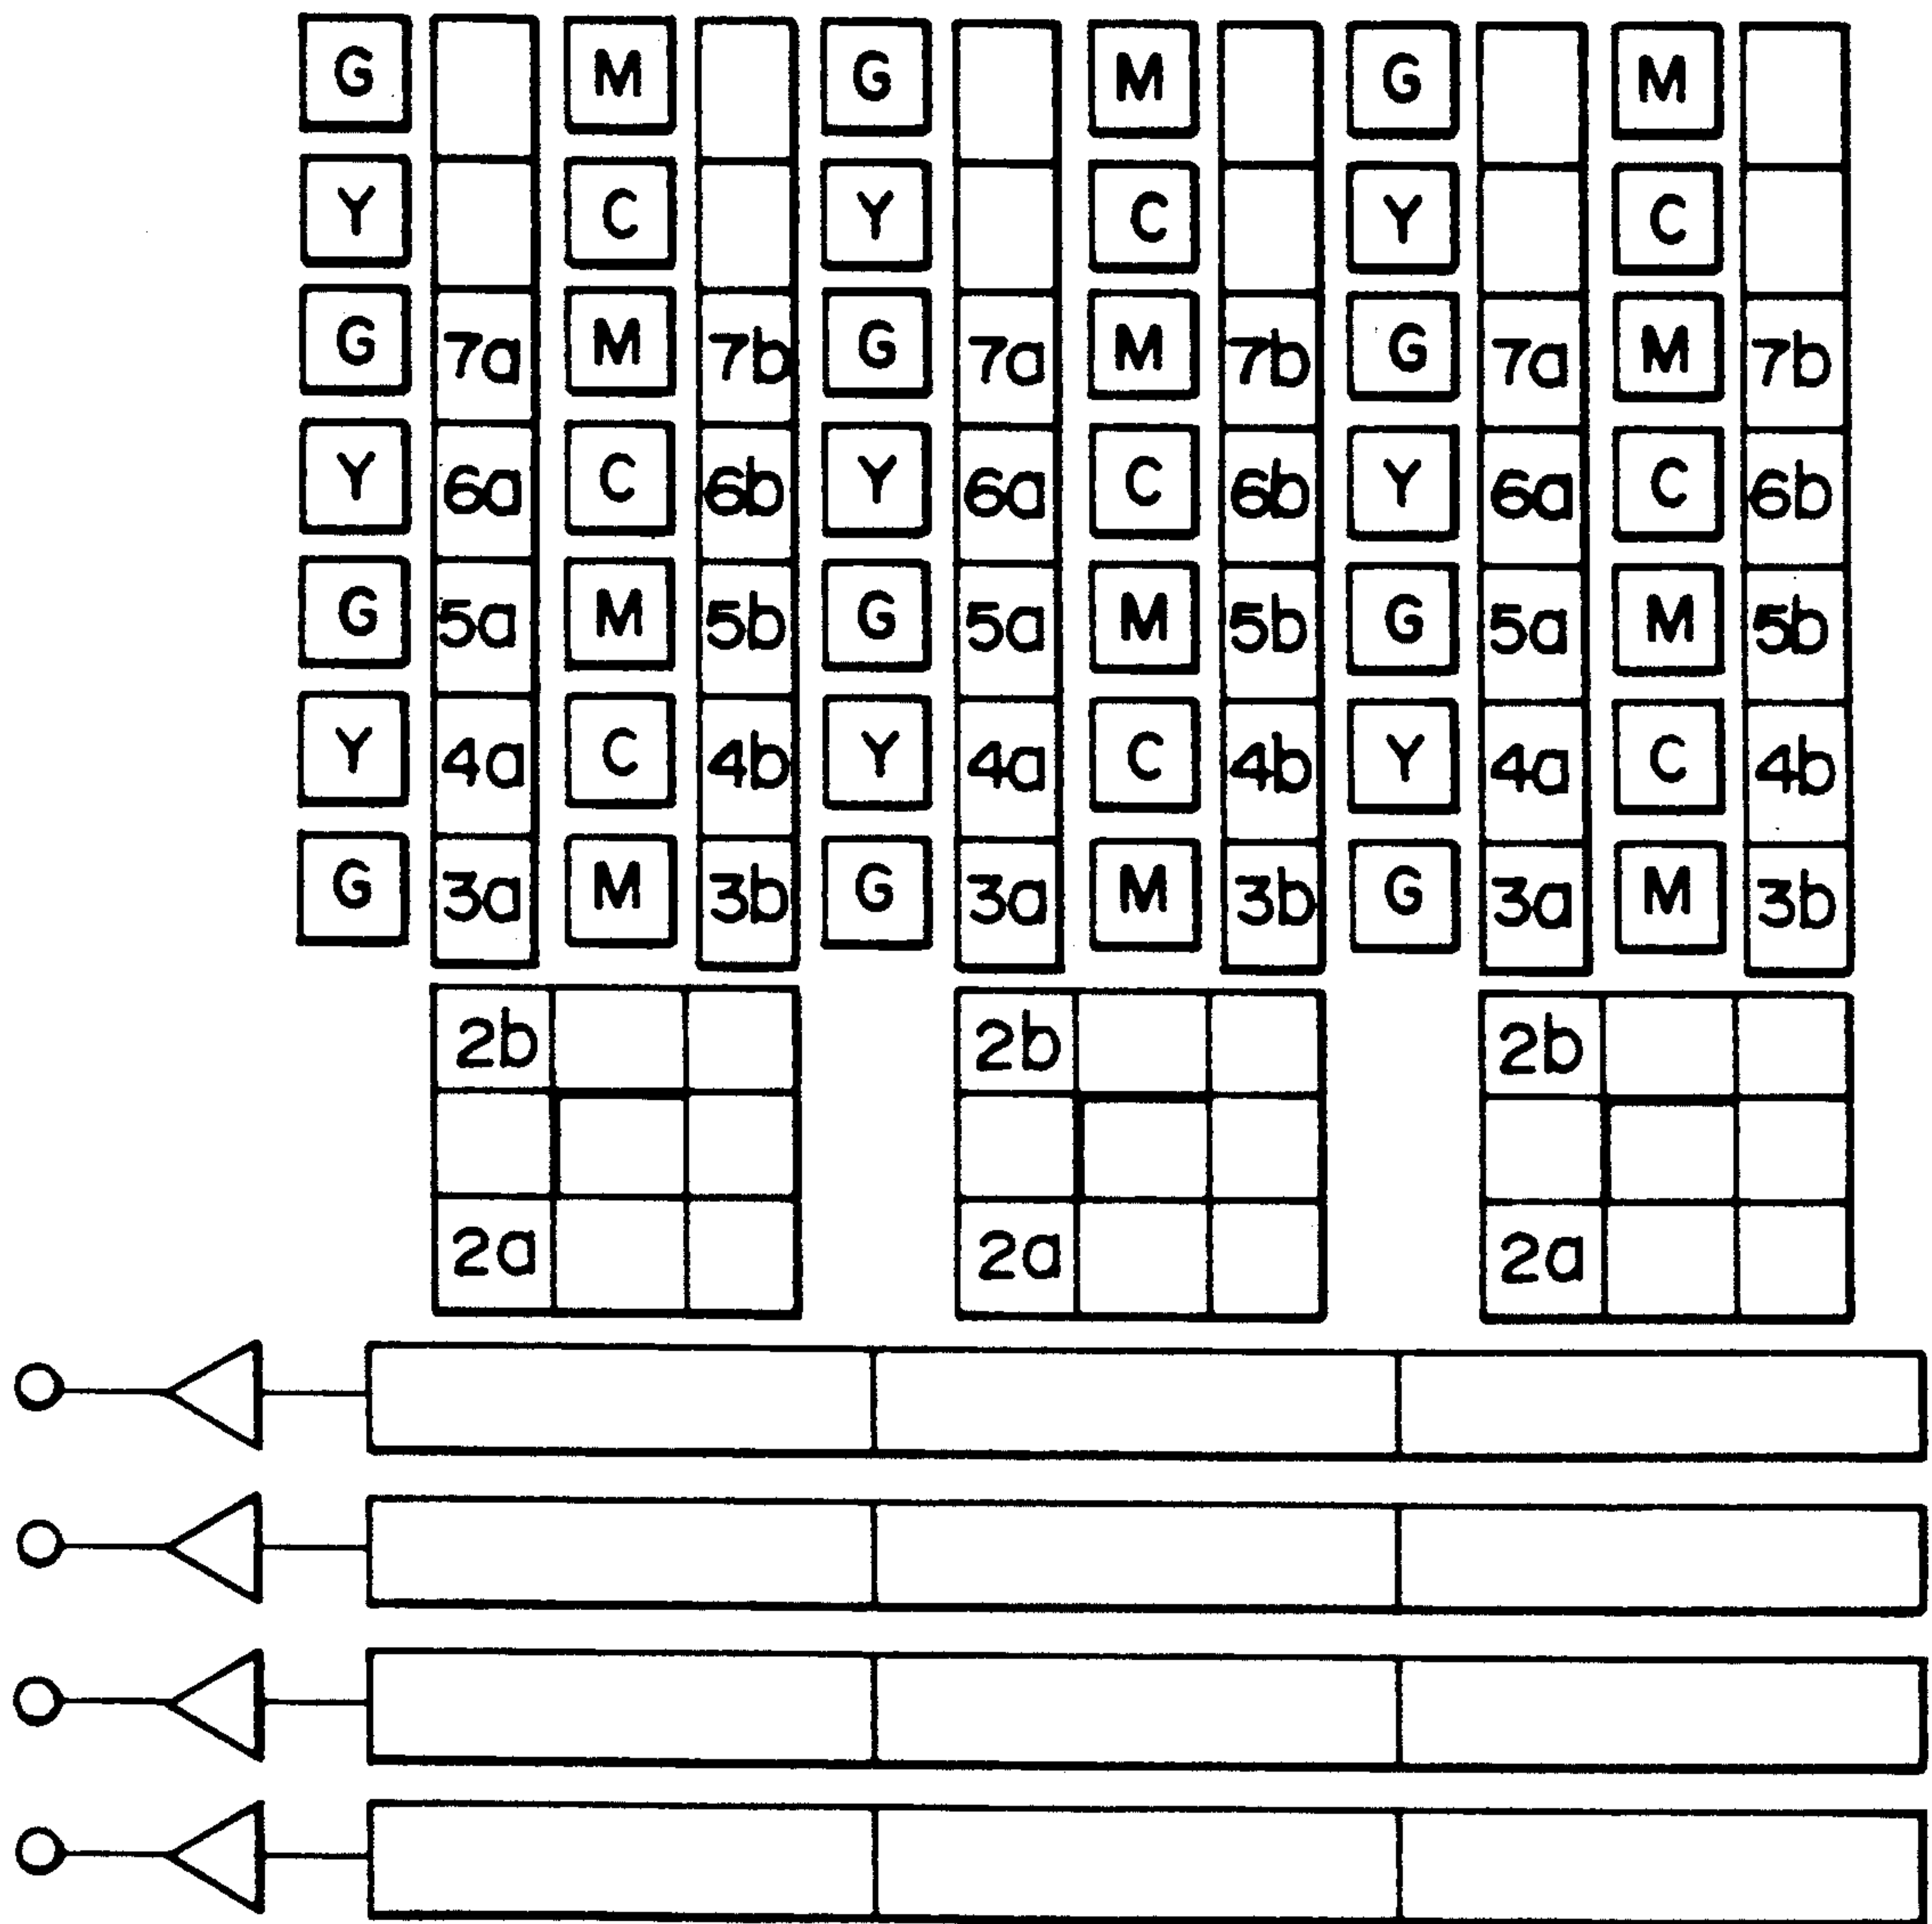 G M G M G M
Y C Y C Y C
G 7a M 7b G 7a M 7b G 7a M 7b
Y 6a C 6b Y 6a C 6b Y 6a C 6b
G 5a M 5b G 5a M 5b G 5a M 5b
Y 4a C 4b Y 4a C 4b Y 4a C 4b
G 3a M 3b G 3a M 3b G 3a M 3b
2b 2b 2b
2a 2a 2a